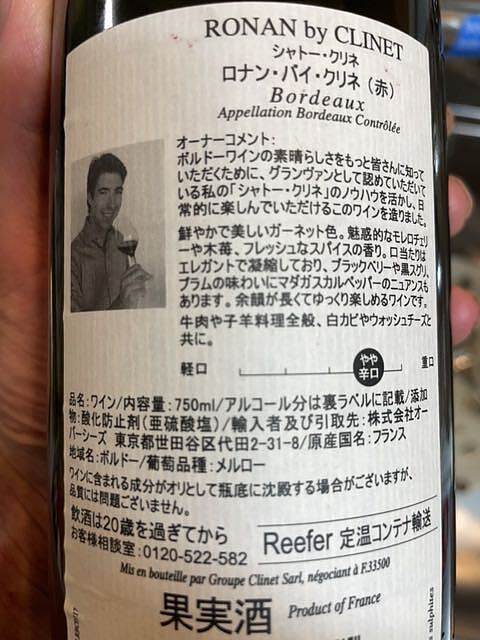 RONAN by CLINET
シャトー・クリネ
ロナン・バイ・クリネ（赤）
Bordeaux
Appellation Bordeaux Contrôlée
オーナーコメント：
ボルドーワインの素晴らしさをもっと皆さんに知って
いただくために、グランヴァンとして認めていただいて
いる私の「シャトー・クリネ」のノウハウを活かし、日
常的に楽しんでいただけるこのワインを造りました。
鮮やかで美しいガーネット色。魅惑的なモレロチェリ
ーや木苺、フレッシュなスパイスの香り。口当たりは
エレガントで凝縮しており、ブラックベリーや黒スグリ、
プラムの味わいにマダガスカルペッパーのニュアンスも
あります。余韻が長くてゆっくり楽しめるワインです。
牛肉や子羊料理全般、白カビやウォッシュチーズと
共に。
軽口 やや辛口 重口
品名：ワイン/内容量：750ml/アルコール分は裏ラベルに記載/添加
物：酸化防止剤（亜硫酸塩）/輸入者及び引取先：株式会社オー
バーシーズ 東京都世田谷区代田2-31-8/原産国名：フランス
地域名：ボルドー/葡萄品種：メルロー
ワインに含まれる成分がオリとして瓶底に沈殿する場合がございますが、
品質には問題ございません。
飲酒は20歳を過ぎてから
お客様相談室：0120-522-582
Reefer 定温コンテナ輸送
Mis en bouteille par Groupe Clinet Sarl, négociant à F.33500
果実酒 Product of France
sulphites